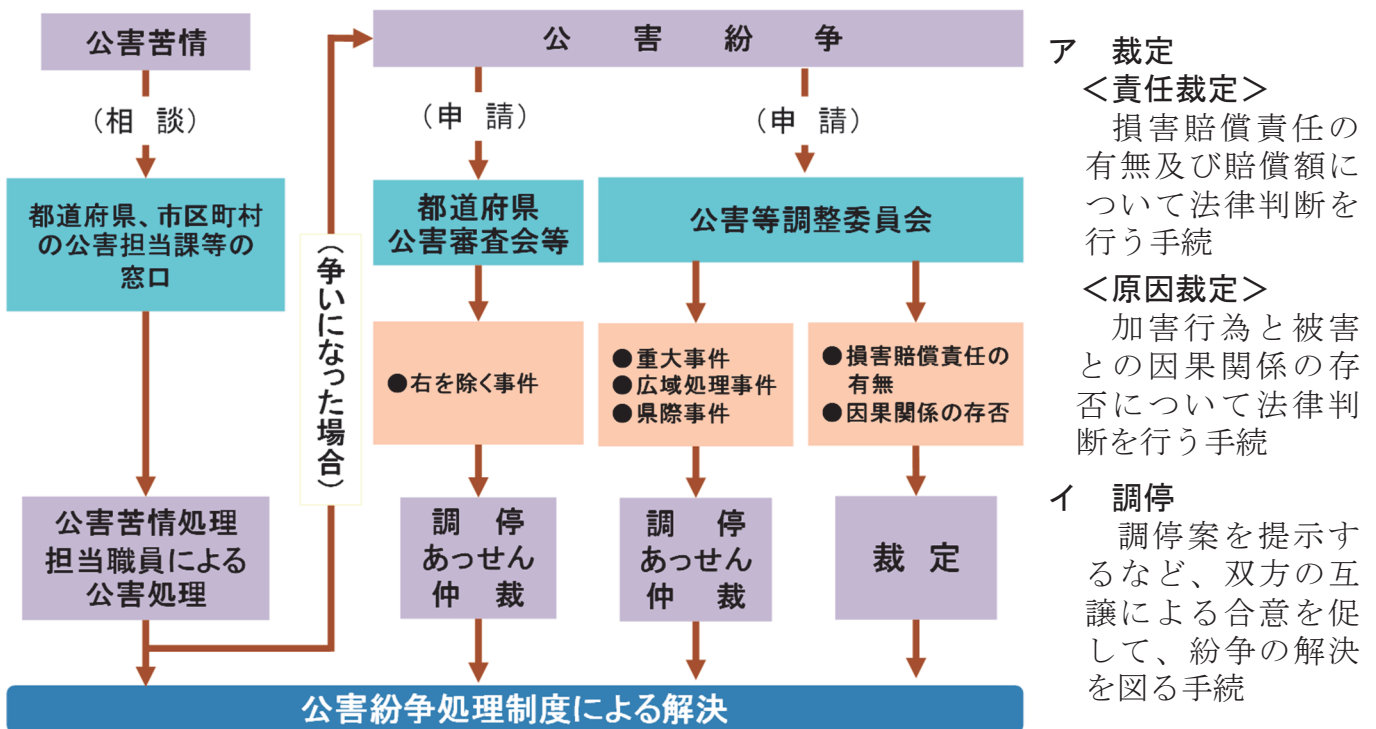 公害苦情
（相　談）
都道府県、市区町村
の公害担当課等の
窓口
公害苦情処理
担当職員による
公害処理
（争いになった場合）
公　害　紛　争
（申　請）
都道府県
公害審査会等
●右を除く事件
調　停
あっせん
仲　裁
（申　請）
公害等調整委員会
●重大事件
●広域処理事件
●県際事件
調　停
あっせん
仲　裁
●損害賠償責任の
有無
●因果関係の存否
裁　定
公害紛争処理制度による解決
ア　裁定
＜責任裁定＞
損害賠償責任の
有無及び賠償額に
ついて法律判断を
行う手続
＜原因裁定＞
加害行為と被害
との因果関係の存
否について法律判
断を行う手続
イ　調停
調停案を提示す
るなど、双方の互
譲による合意を促
して、紛争の解決
を図る手続